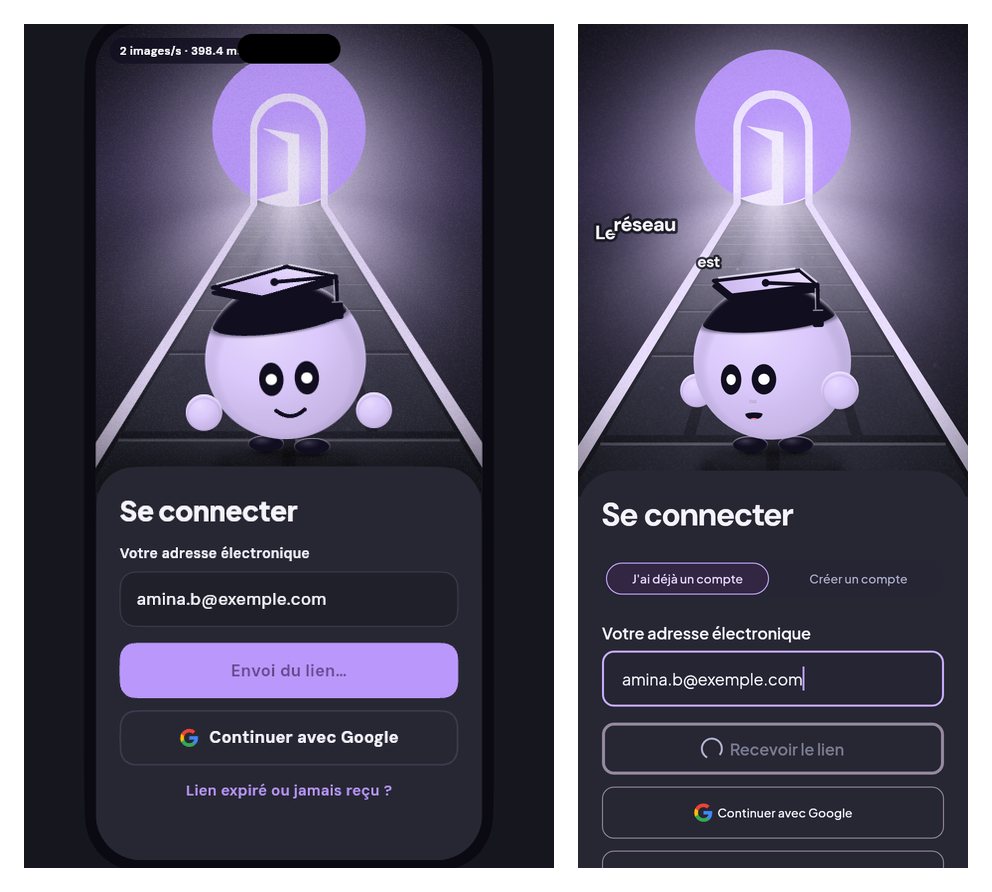 2 images/s · 398.4 m
Se connecter
Votre adresse électronique
amina.b@exemple.com
Envoi du lien...
Continuer avec Google
Lien expiré ou jamais reçu ?
Le réseau
est
Se connecter
J'ai déjà un compte
Créer un compte
Votre adresse électronique
amina.b@exemple.com
Recevoir le lien
Continuer avec Google